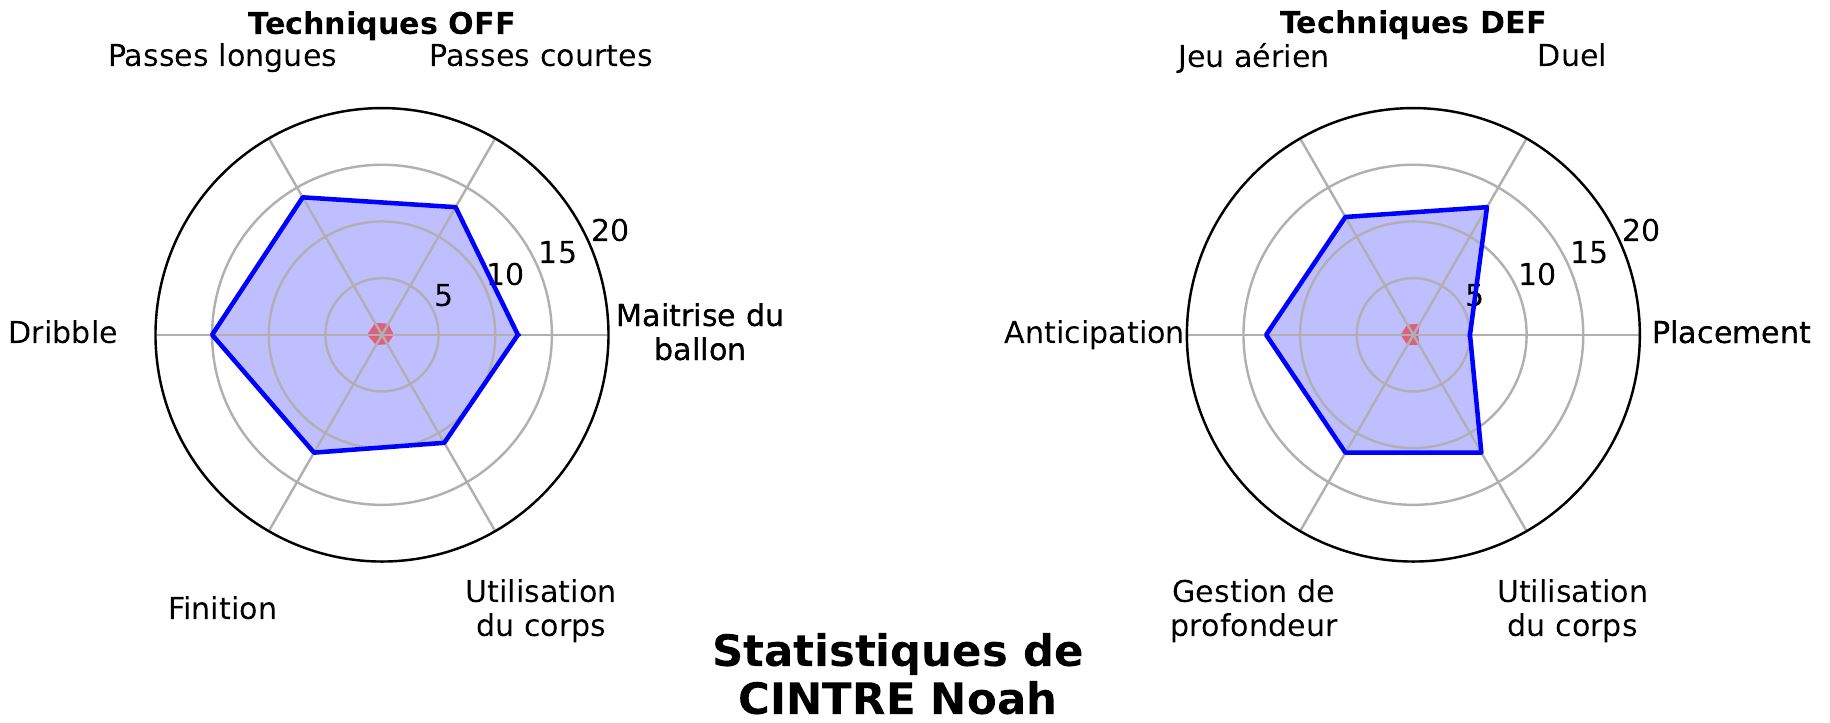 Techniques OFF
Passes longues
Passes courtes
20
15
10
5
Dribble
Maitrise du
ballon
Finition
Utilisation
du corps
Techniques DEF
Jeu aérien
Duel
20
15
10
5
Anticipation
Placement
Gestion de
profondeur
Utilisation
du corps
Statistiques de
CINTRE Noah